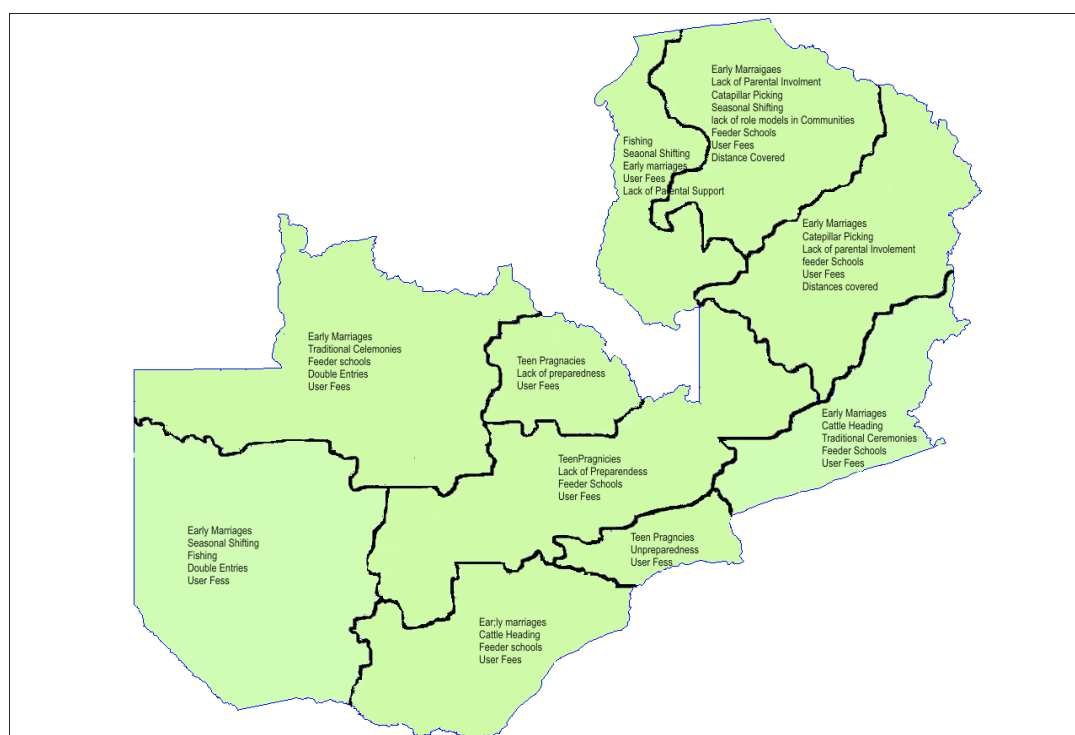 Early Marraigaes
Lack of Parental Involment
Catapillar Picking
Seasonal Shifting
lack of role models in Communities
Feeder Schools
User Fees
Distance Covered
Fishing
Seaonal Shifting
Early marriages
User Fees
Lack of Parental Support
Early Marriages
Catepillar Picking
Lack of parental Involement
feeder Schools
User Fees
Distances covered
Early Marriages
Traditional Celemonies
Feeder schools
Double Entries
User Fees
Teen Pragnacies
Lack of preparedness
User Fees
Early Marriages
Cattle Heading
Traditional Ceremonies
Feeder Schools
User Fees
TeenPragnicies
Lack of Preparendess
Feeder Schools
User Fees
Early Marriages
Seasonal Shifting
Fishing
Double Entries
User Fess
Teen Pragncies
Unpreparedness
User Fess
Ear;ly marriages
Cattle Heading
Feeder schools
User Fees